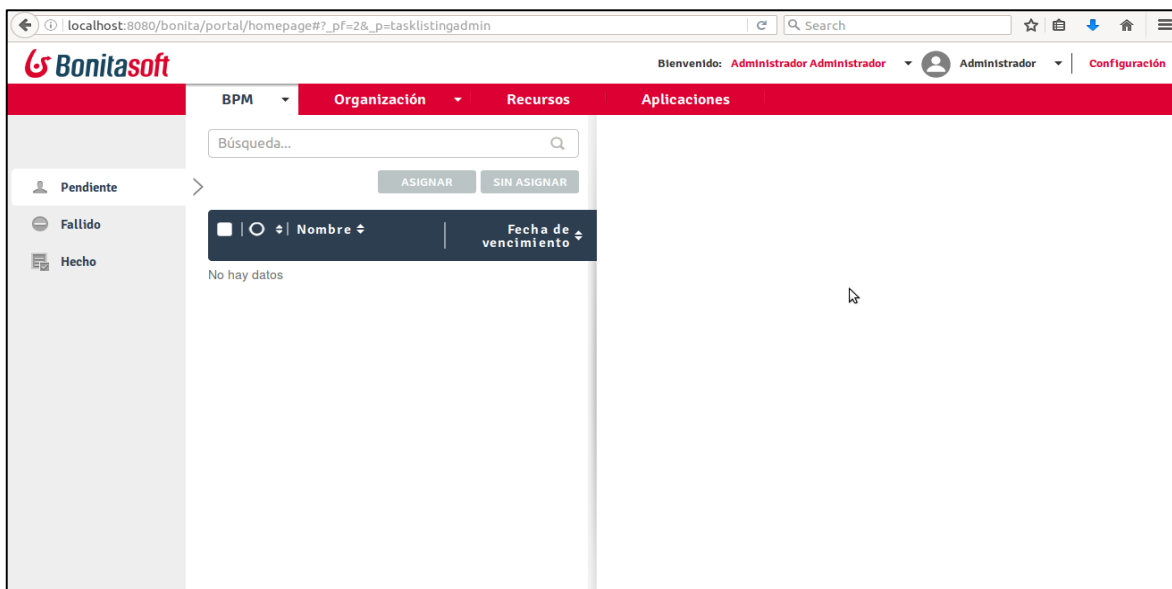 localhost:8080/bonita/portal/homepage#?_pf=2&_p=tasklistingadmin
Search
Bonitasoft
Bienvenido: Administrador Administrador
Administrador
Configuración
BPM
Organización
Recursos
Aplicaciones
Búsqueda...
Pendiente
ASIGNAR
SIN ASIGNAR
Fallido
Nombre
Fecha de
vencimiento
Hecho
No hay datos